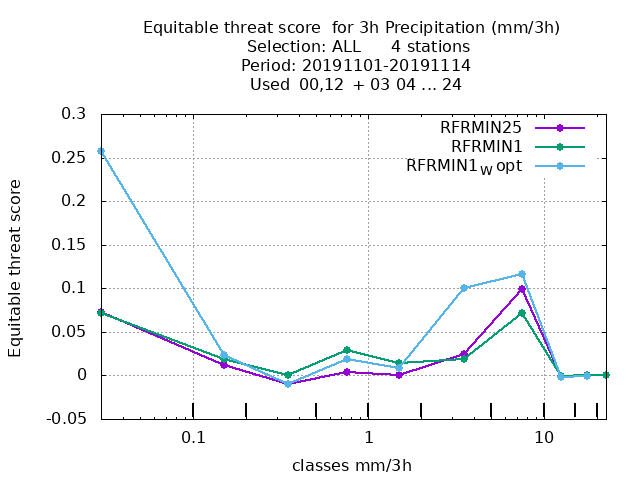 Equitable threat score  for 3h Precipitation (mm/3h)
Selection: ALL      4 stations
Period: 20191101-20191114
Used  00,12  + 03 04 ... 24
RFRMIN25
RFRMIN1
RFRMIN1W opt
0.3
0.25
0.2
0.15
0.1
0.05
0
-0.05
Equitable threat score
0.1 1 10
classes mm/3h